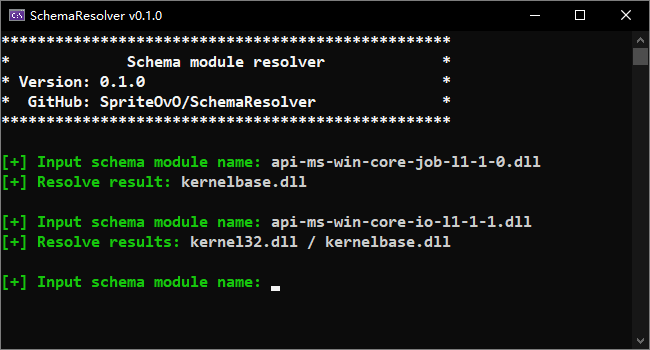 SchemaResolver v0.1.0
**************************************************
*             Schema module resolver             *
* Version: 0.1.0                                 *
*  GitHub: SpriteOvO/SchemaResolver              *
**************************************************
[+] Input schema module name: api-ms-win-core-job-l1-1-0.dll
[+] Resolve result: kernelbase.dll
[+] Input schema module name: api-ms-win-core-io-l1-1-1.dll
[+] Resolve results: kernel32.dll / kernelbase.dll
[+] Input schema module name: